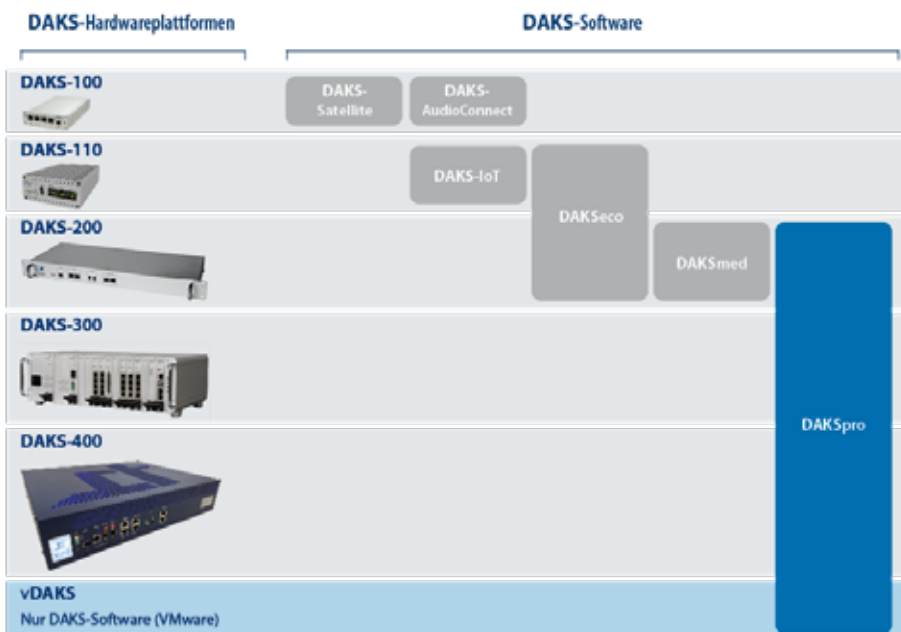 DAKS-Hardwareplattformen
DAKS-Software
DAKS-100
DAKS-
Satellite
DAKS-
AudioConnect
DAKS-110
DAKS-IoT
DAKSeco
DAKS-200
DAKSmed
DAKS-300
DAKSpro
DAKS-400
vDAKS
Nur DAKS-Software (VMware)